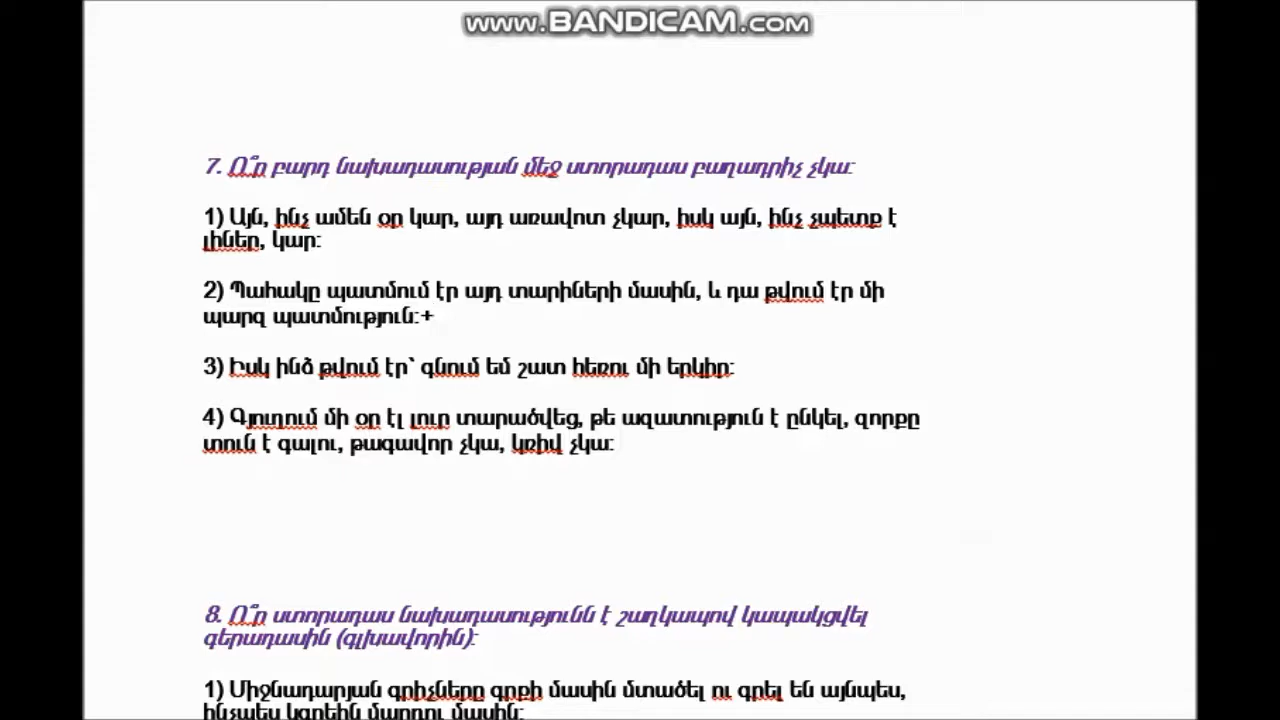 www.BANDICAM.com
7. Ո՞ր բարդ նախադասության մեջ ստորադաս բաղադրիչ չկա:
1) Այն, ինչ ամեն օր կար, այդ առավոտ չկար, իսկ այն, ինչ չպետք է
լիներ, կար:
2) Պահակը պատմում էր այդ տարիների մասին, և դա թվում էր մի
պարզ պատմություն:+
3) Իսկ ինձ թվում էր՝ գնում եմ շատ հեռու մի երկիր:
4) Գյուղում մի օր էլ լուր տարածվեց, թե ազատություն է ընկել, զորքը
տուն է գալու, թագավոր չկա, կռիվ չկա:
8. Ո՞ր ստորադաս նախադասությունն է շաղկապով կապակցվել
գերադասին (գլխավորին):
1) Միջնադարյան գրիչները գրքի մասին մտածել ու գրել են այնպես,
ինչպես կգրեին մարդու մասին: